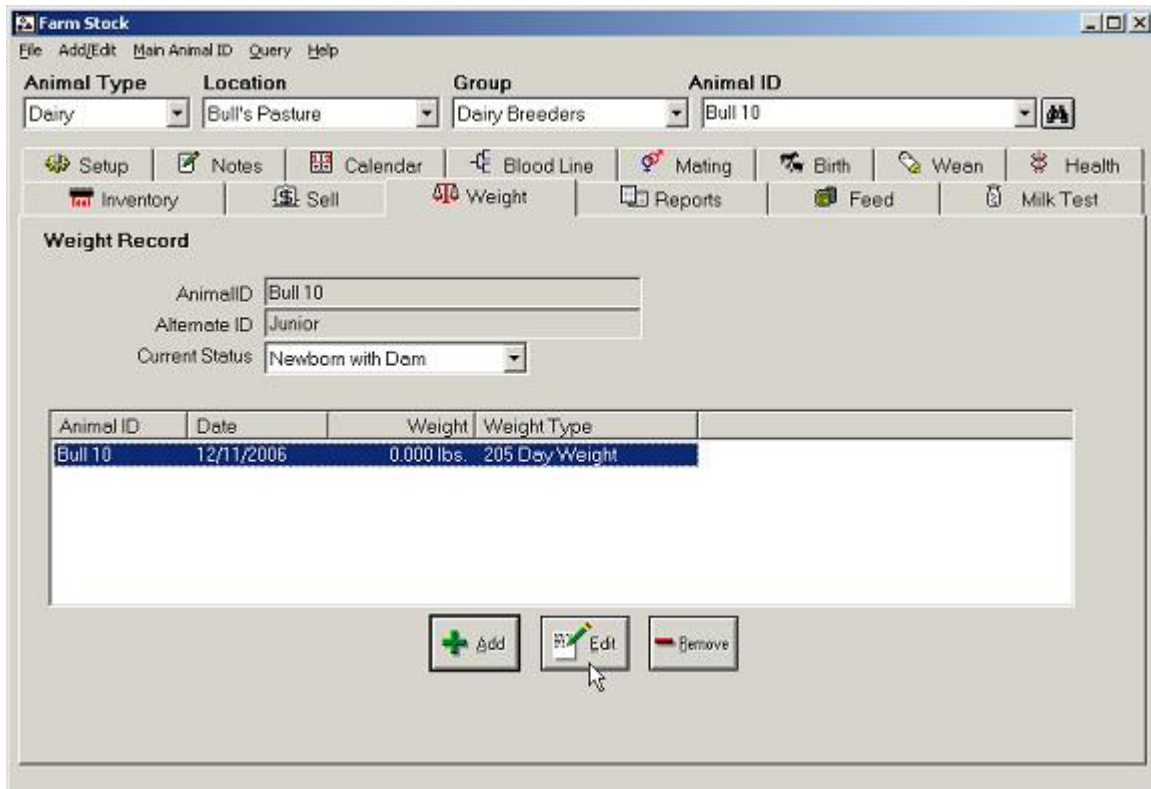 Farm Stock
File Add/Edit Main Animal ID Query Help
Animal Type Location Group Animal ID
Dairy Bull's Pasture Dairy Breeders Bull 10
Setup Notes Calendar Blood Line Mating Birth Wean Health
Inventory Sell Weight Reports Feed Milk Test
Weight Record
AnimalID Bull 10
Alternate ID Junior
Current Status Newborn with Dam
Animal ID Date Weight Weight Type
Bull 10 12/11/2006 0.000 lbs. 205 Day Weight
Add Edit Remove